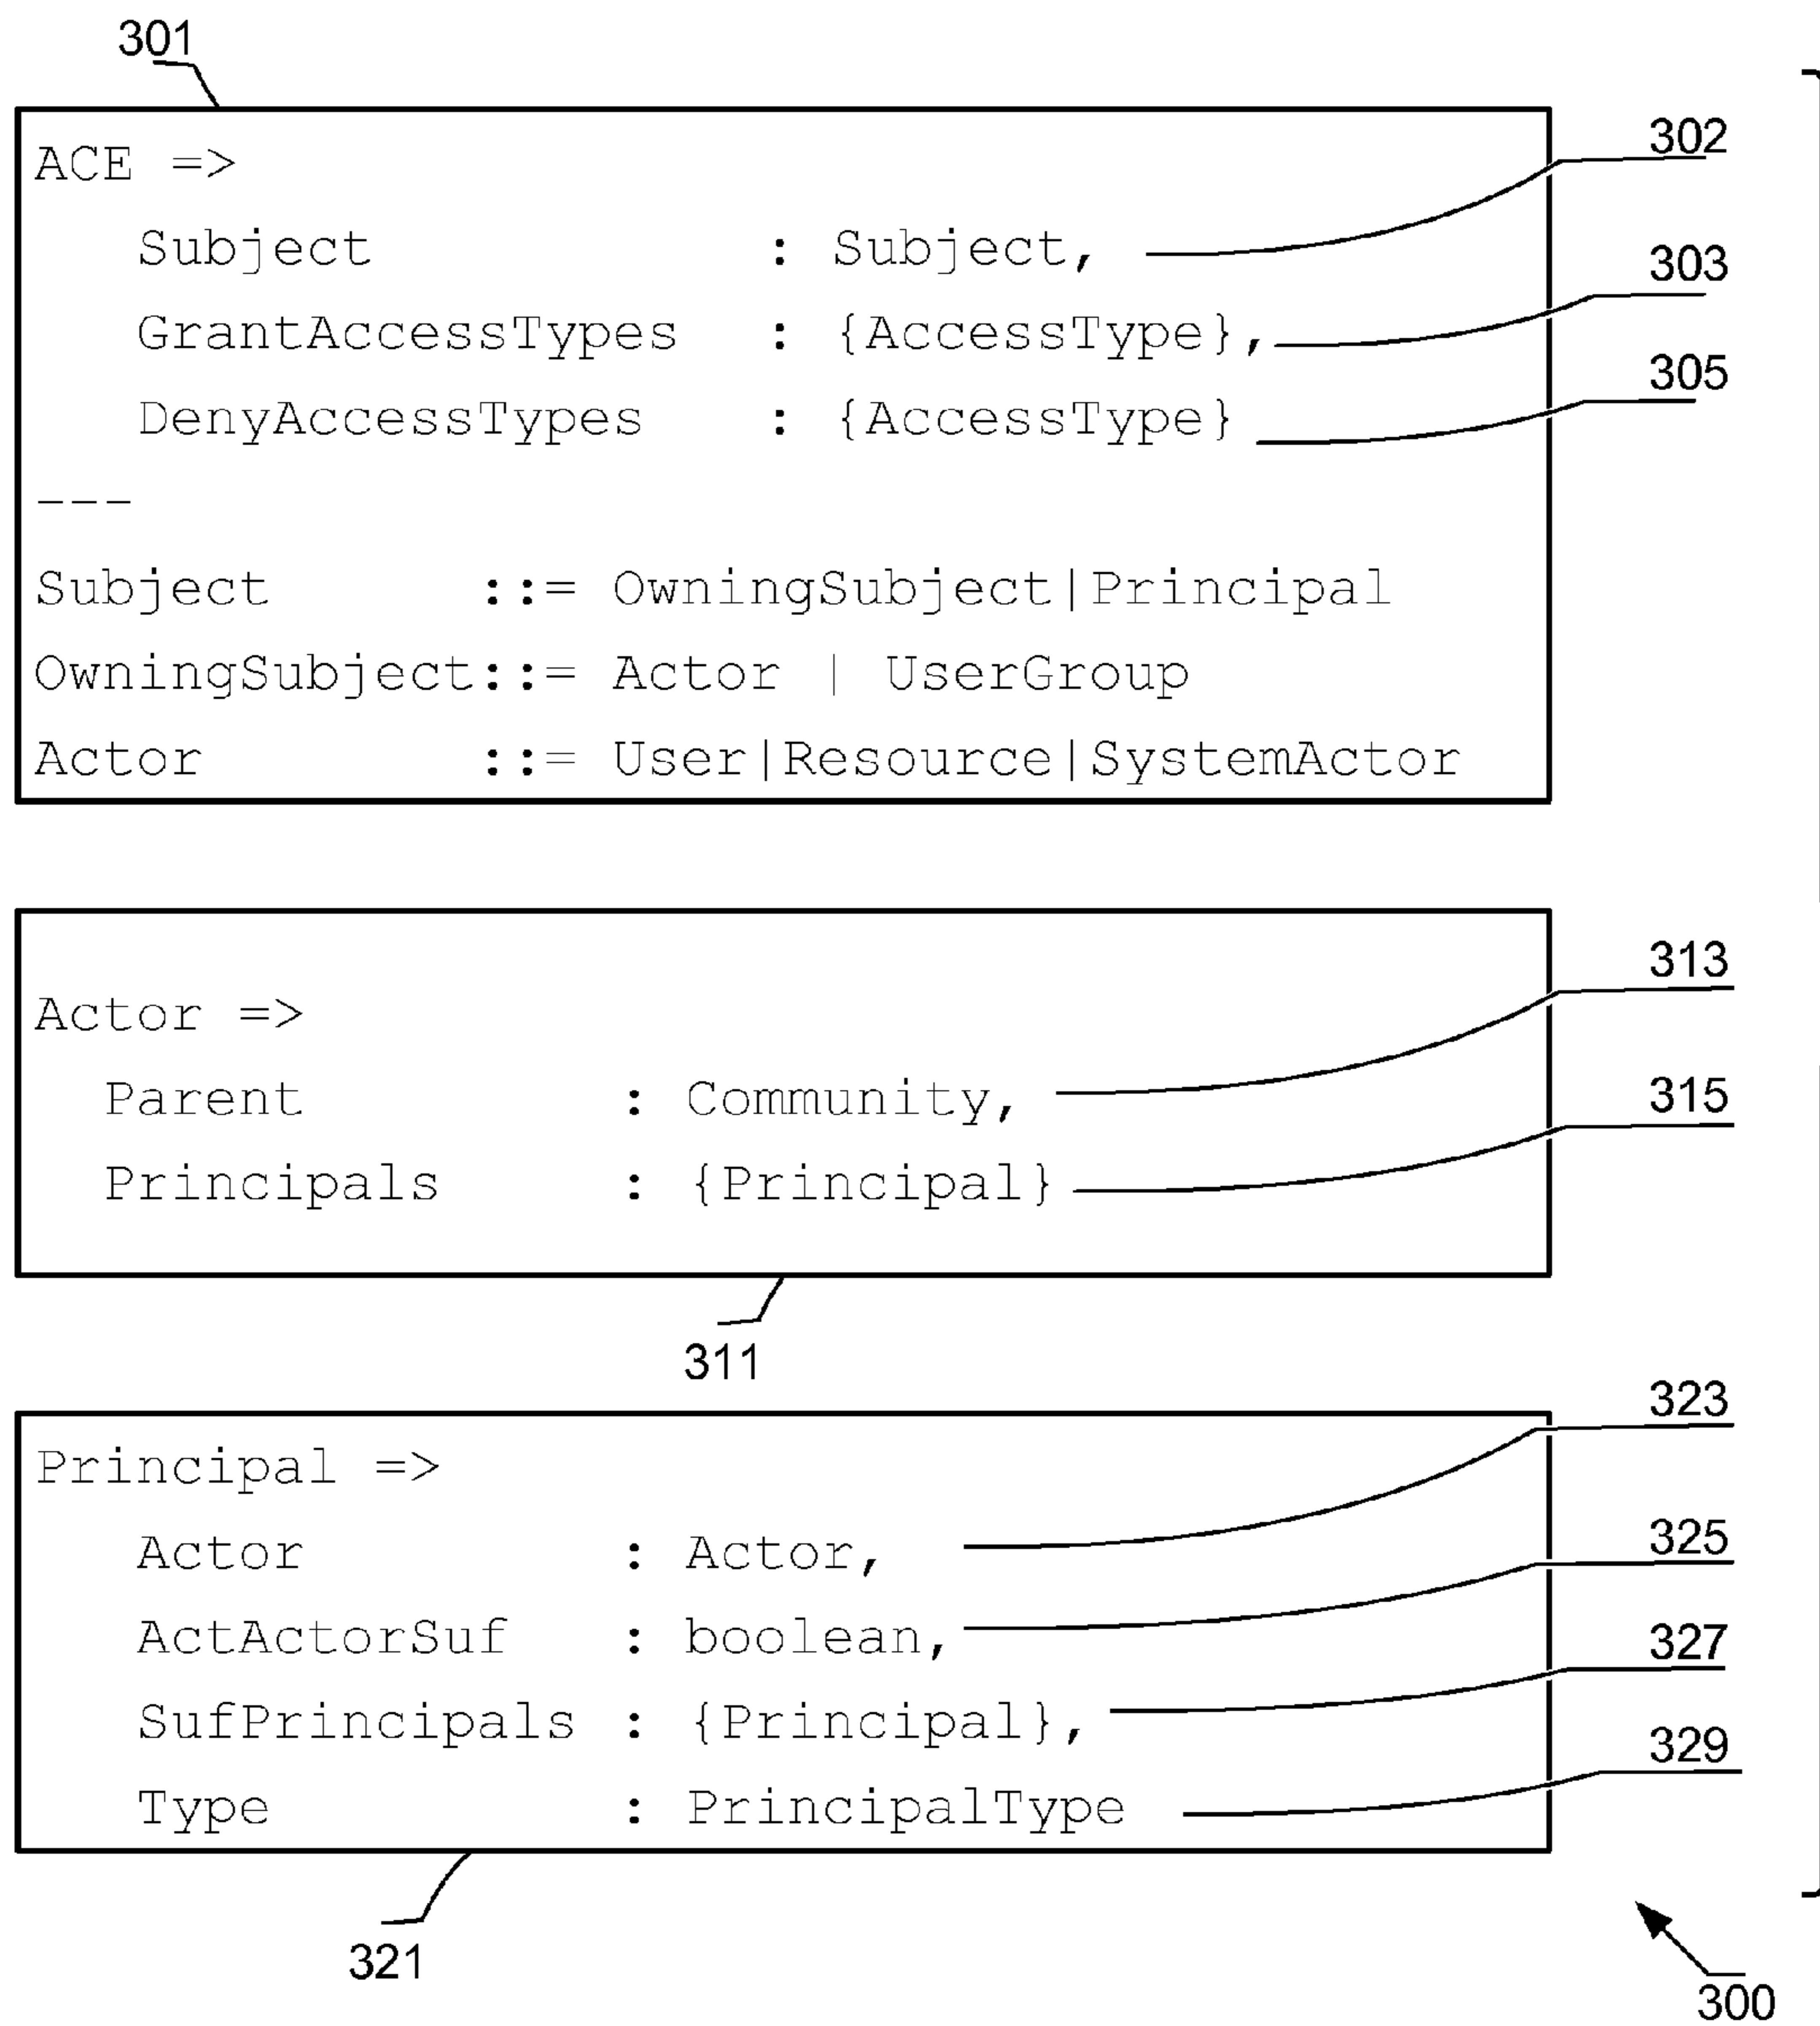 301
ACE =>
Subject : Subject, 302
GrantAccessTypes : {AccessType}, 303
DenyAccessTypes : {AccessType} 305
---
Subject ::= OwningSubject|Principal
OwningSubject::= Actor | UserGroup
Actor ::= User|Resource|SystemActor
Actor =>
Parent : Community, 313
Principals : {Principal} 315
311
Principal =>
Actor : Actor, 323
ActActorSuf : boolean, 325
SufPrincipals : {Principal}, 327
Type : PrincipalType 329
321
300